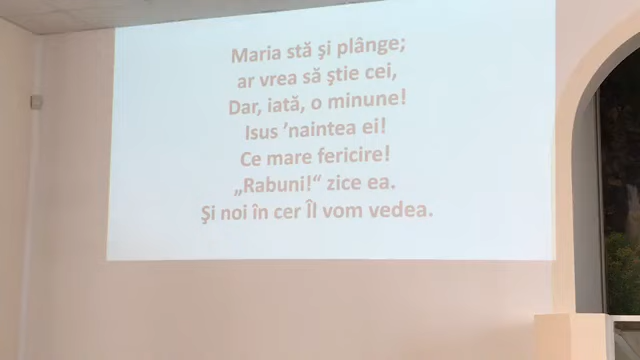 Maria stă şi plânge;
ar vrea să ştie cei,
Dar, iată, o minune!
Isus ’naintea ei!
Ce mare fericire!
„Rabuni!“ zice ea.
Şi noi în cer Îl vom vedea.